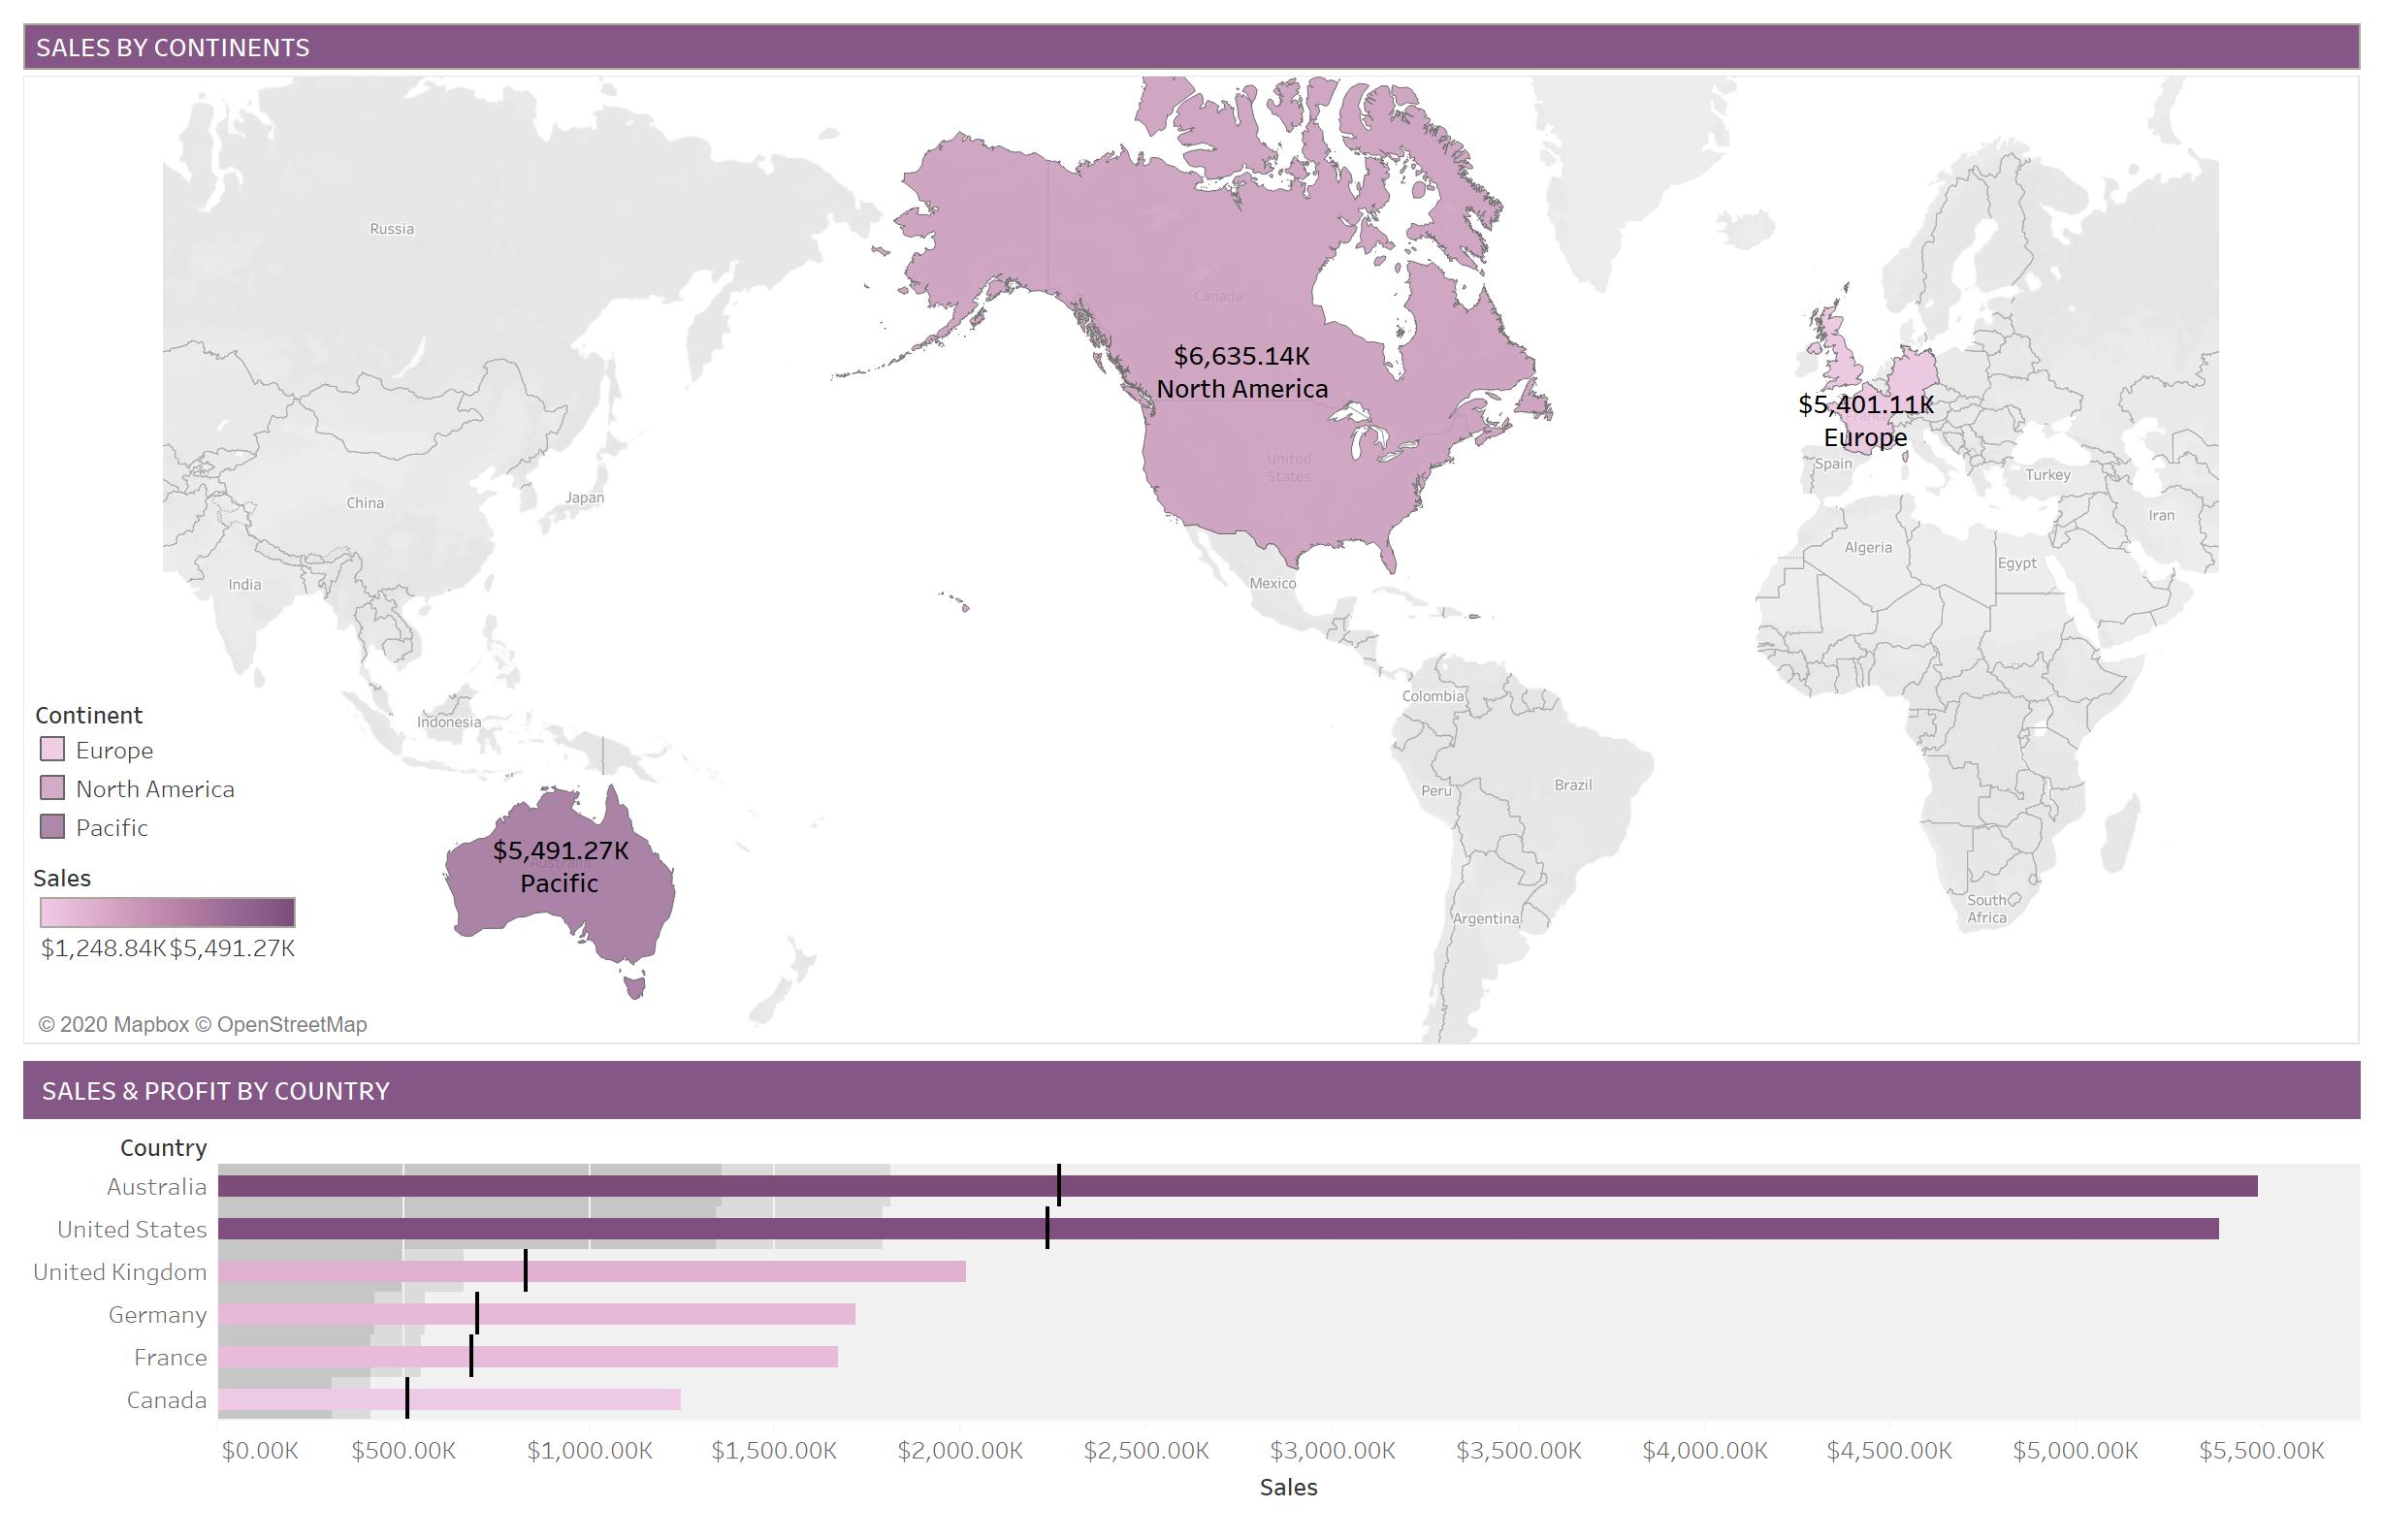 SALES BY CONTINENTS
Russia
Canada
$6,635.14K
North America
$5,401.11K
Europe
United
States
Spain
Turkey
China
Japan
Iran
Algeria
Egypt
India
Mexico
Colombia
Indonesia
Peru
Brazil
Continent
Europe
North America
Pacific
$5,491.27K
Australia
Pacific
Sales
$1,248.84K $5,491.27K
South
Africa
Argentina
© 2020 Mapbox © OpenStreetMap
SALES & PROFIT BY COUNTRY
Country
Australia
United States
United Kingdom
Germany
France
Canada
$0.00K $500.00K $1,000.00K $1,500.00K $2,000.00K $2,500.00K $3,000.00K $3,500.00K $4,000.00K $4,500.00K $5,000.00K $5,500.00K
Sales